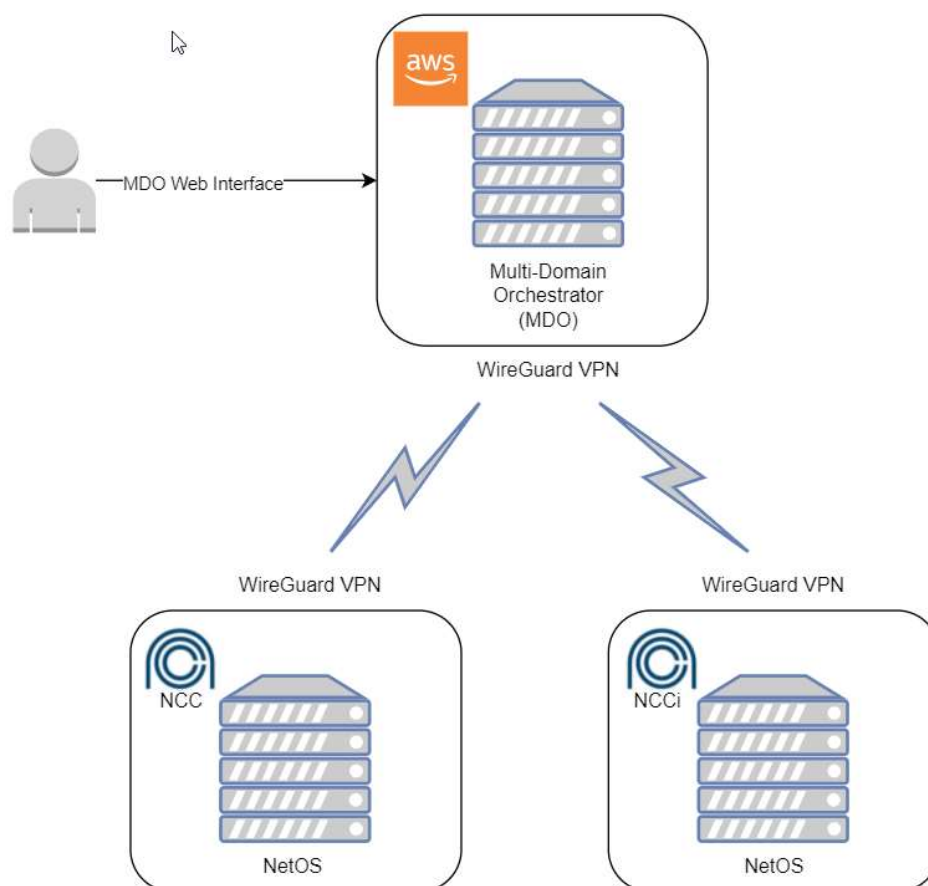 aws
MDO Web Interface
Multi-Domain
Orchestrator
(MDO)
WireGuard VPN
WireGuard VPN
WireGuard VPN
NCC
NCCi
NetOS
NetOS